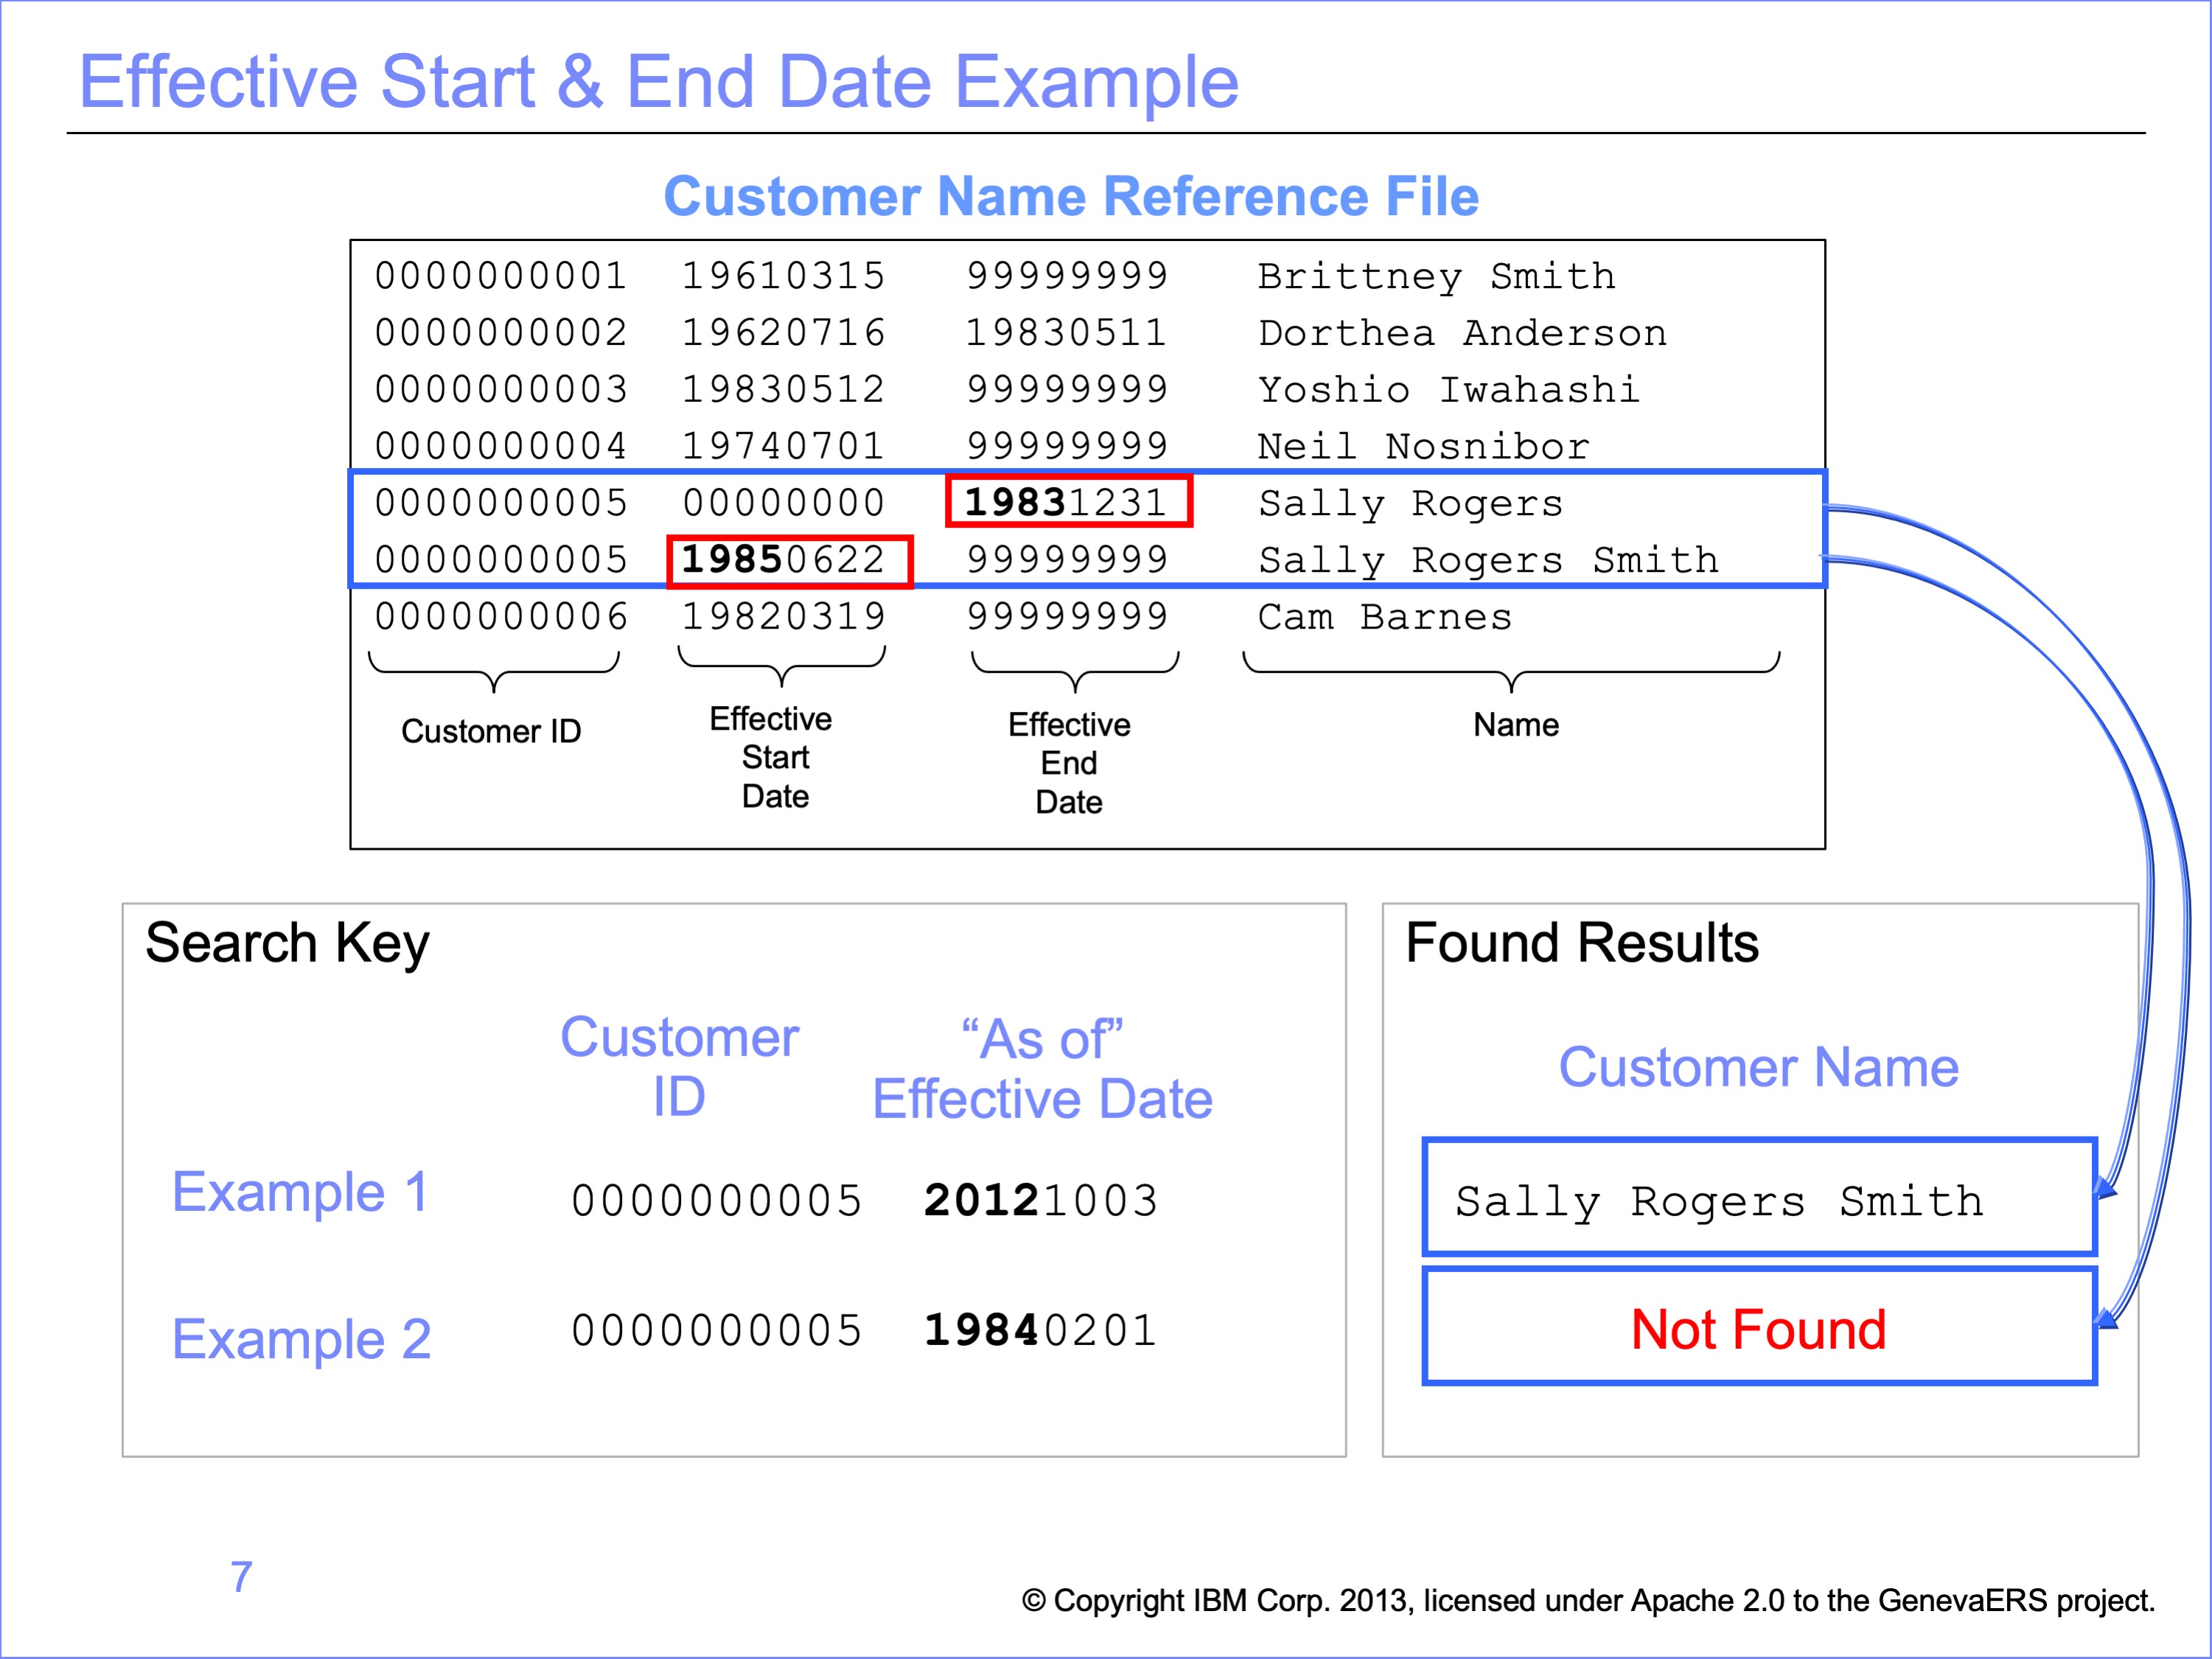 Effective Start & End Date Example
Customer Name Reference File
0000000001 19610315 99999999 Brittney Smith
0000000002 19620716 19830511 Dorthea Anderson
0000000003 19830512 99999999 Yoshio Iwahashi
0000000004 19740701 99999999 Neil Nosnibor
0000000005 00000000 19831231 Sally Rogers
0000000005 19850622 99999999 Sally Rogers Smith
0000000006 19820319 99999999 Cam Barnes
Customer ID
Effective
Start
Date
Effective
End
Date
Name
Search Key
Customer
ID
“As of”
Effective Date
Example 1 0000000005 20121003
Example 2 0000000005 19840201
Found Results
Customer Name
Sally Rogers Smith
Not Found
7
© Copyright IBM Corp. 2013, licensed under Apache 2.0 to the GenevaERS project.